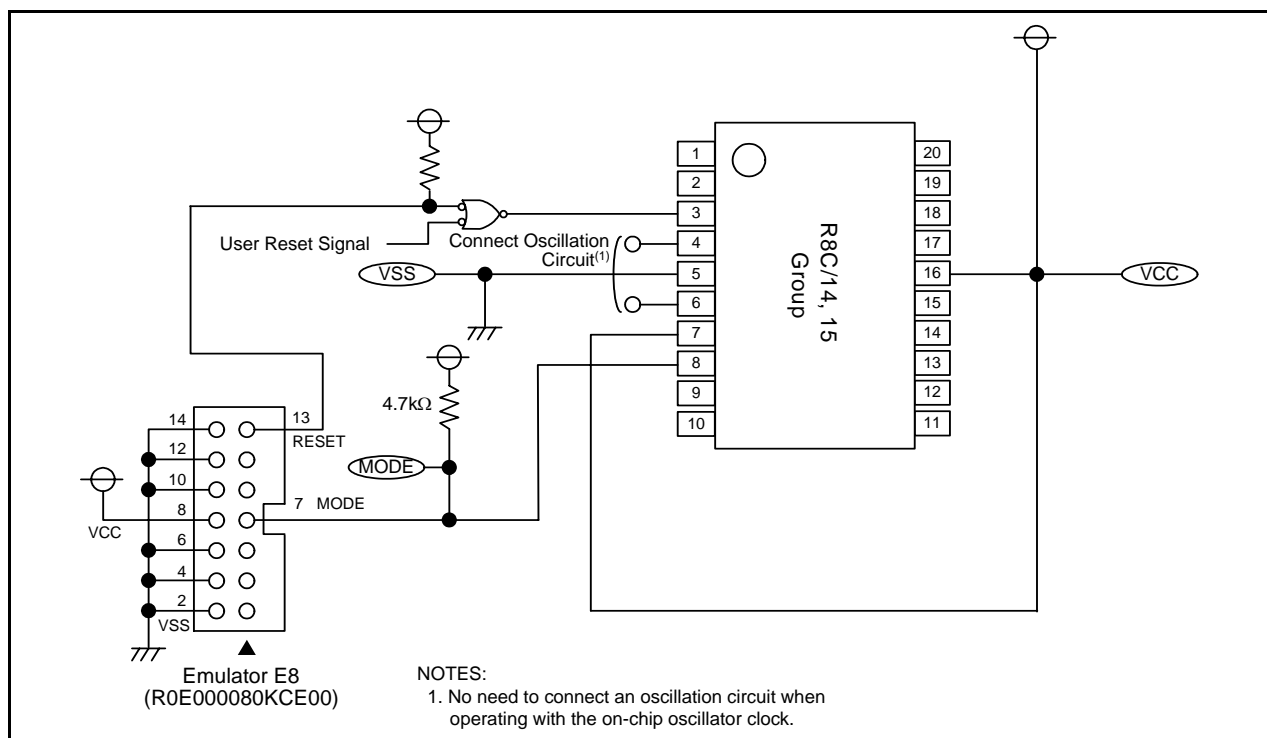 User Reset Signal
Connect Oscillation
Circuit(1)
VSS
1
2
3
4
5
6
7
8
9
10
20
19
18
17
16
15
14
13
12
11
R8C/14, 15
Group
VCC
4.7kΩ
MODE
14
13
RESET
12
10
7 MODE
8
VCC
6
4
2
VSS
Emulator E8
(R0E000080KCE00)
NOTES:
1. No need to connect an oscillation circuit when
operating with the on-chip oscillator clock.